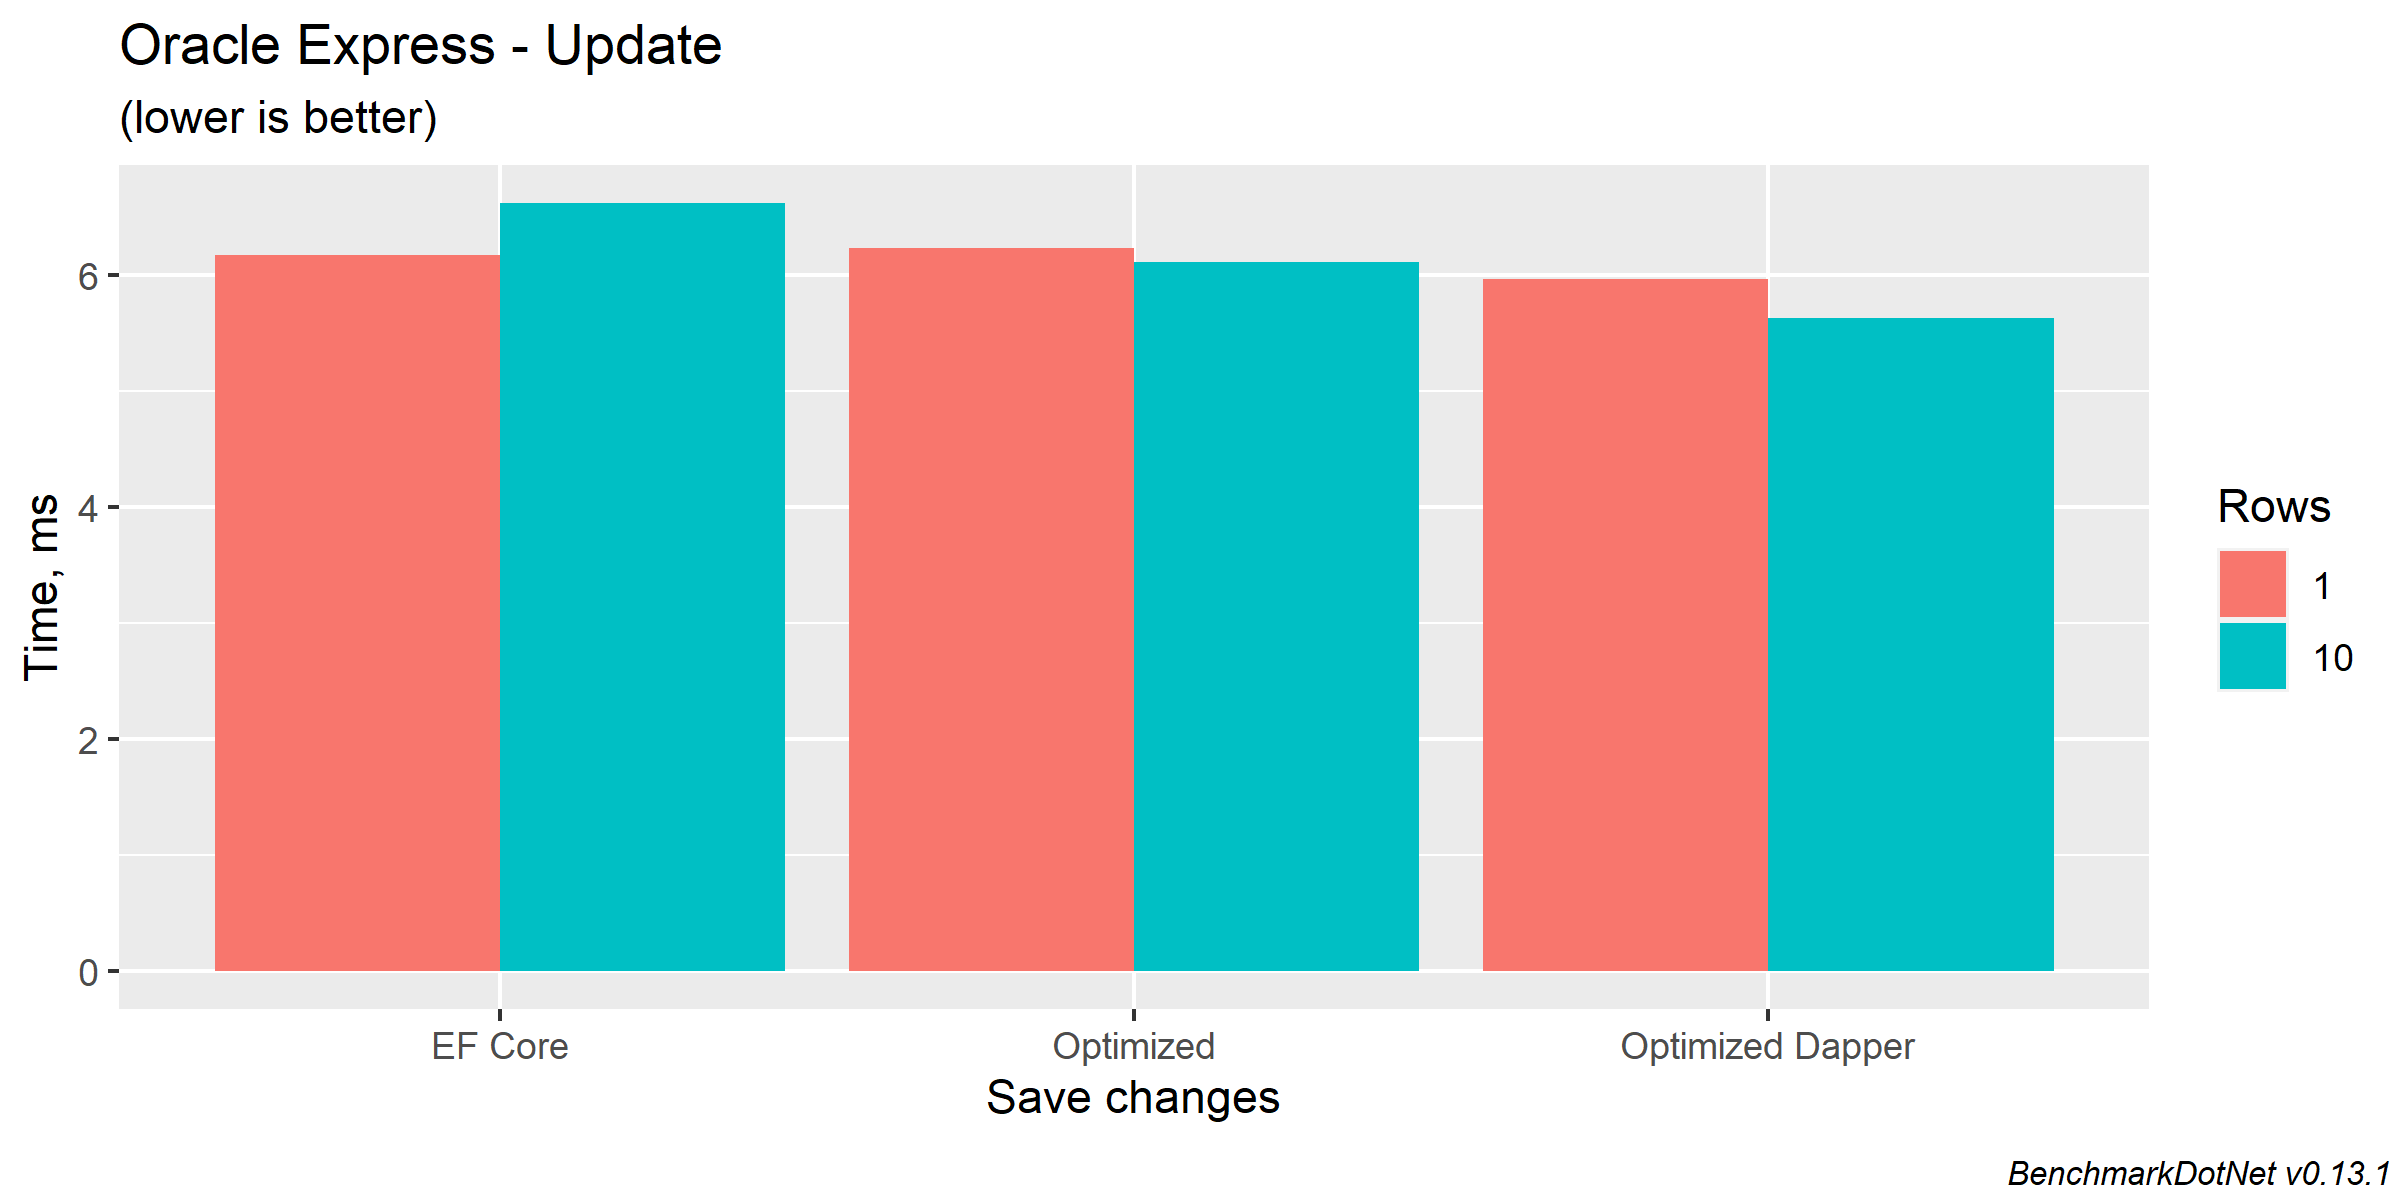 Oracle Express - Update
(lower is better)
Time, ms
6
4
2
0
EF Core
Optimized
Optimized Dapper
Save changes
Rows
1
10
BenchmarkDotNet v0.13.1